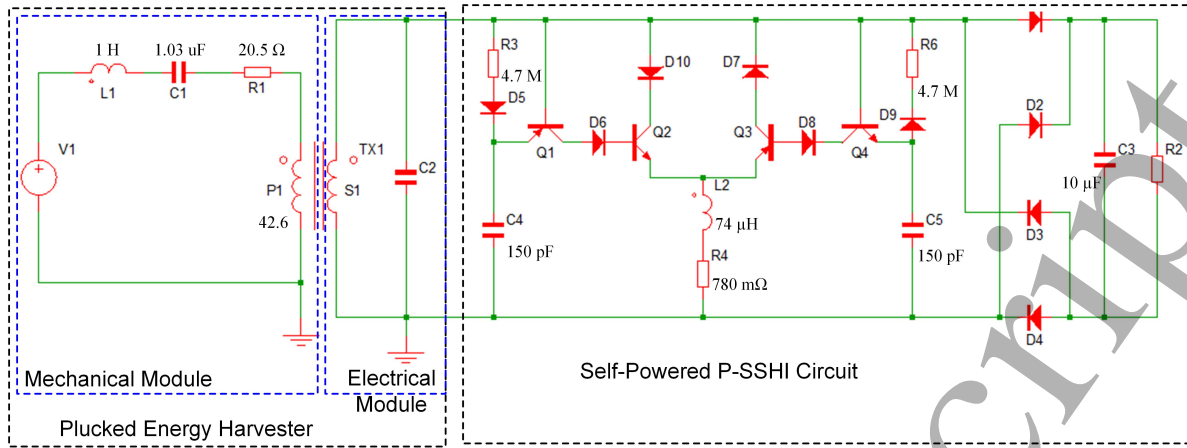 1 H
1.03 uF
20.5 Ω
L1
C1
R1
V1
P1
42.6
TX1
S1
C2
R3
4.7 M
D5
D6
Q1
Q2
D10
D7
Q3
D8
Q4
D9
R6
4.7 M
C4
150 pF
L2
74 µH
R4
780 mΩ
C5
150 pF
D2
D3
D4
C3
10 µF
R2
Mechanical Module
Electrical
Module
Plucked Energy Harvester
Self-Powered P-SSHI Circuit
cript